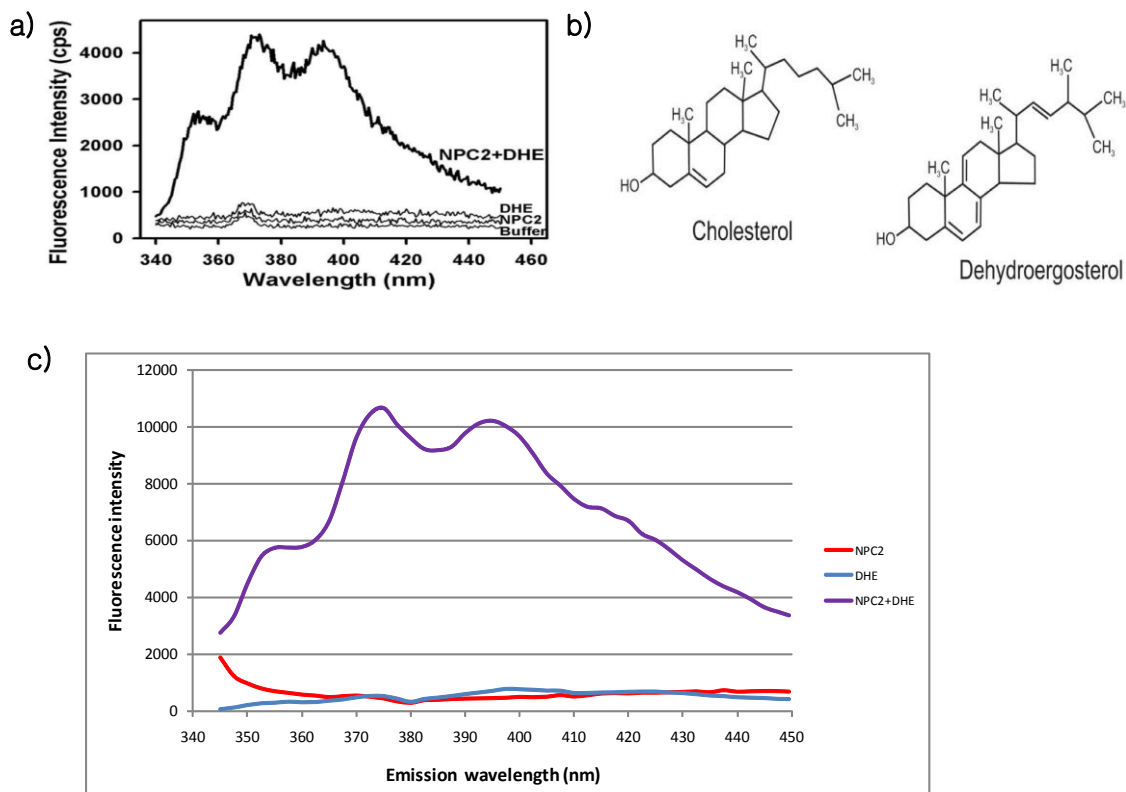 a)
Fluorescence Intensity (cps)
4000
3000
2000
1000
0
NPC2+DHE
DHE
NPC2
Buffer
340 360 380 400 420 440 460
Wavelength (nm)
b)
H₃C
H₃C
CH₃
H₃C
CH₃
HO
Cholesterol
CH₃
H₃C
CH₃
H₃C
CH₃
H₃C
HO
Dehydroergosterol
c)
Fluorescence intensity
12000
10000
8000
6000
4000
2000
0
340 350 360 370 380 390 400 410 420 430 440 450
Emission wavelength (nm)
NPC2
DHE
NPC2+DHE